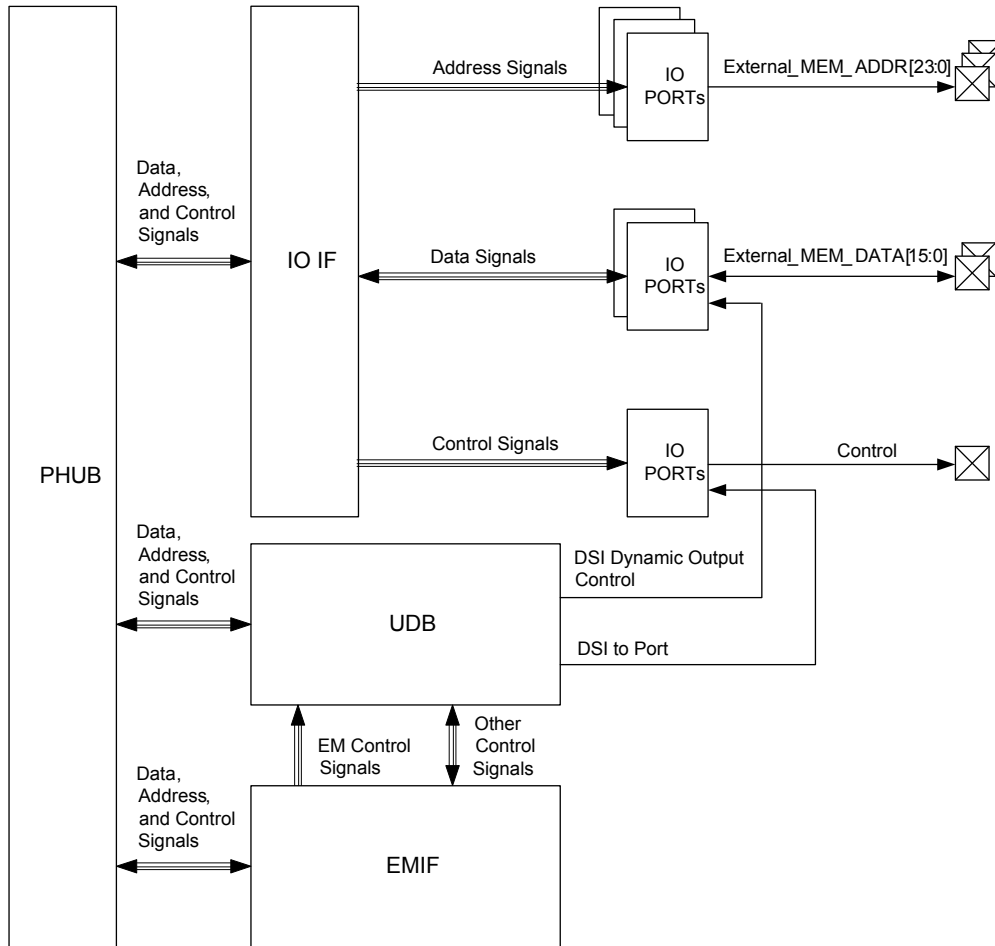 Address Signals
IO
PORTs
External_MEM_ADDR[23:0]
Data,
Address,
and Control
Signals
IO IF
Data Signals
IO
PORTs
External_MEM_DATA[15:0]
Control Signals
IO
PORTs
Control
PHUB
Data,
Address,
and Control
Signals
UDB
DSI Dynamic Output
Control
DSI to Port
EM Control
Signals
Other
Control
Signals
Data,
Address,
and Control
Signals
EMIF